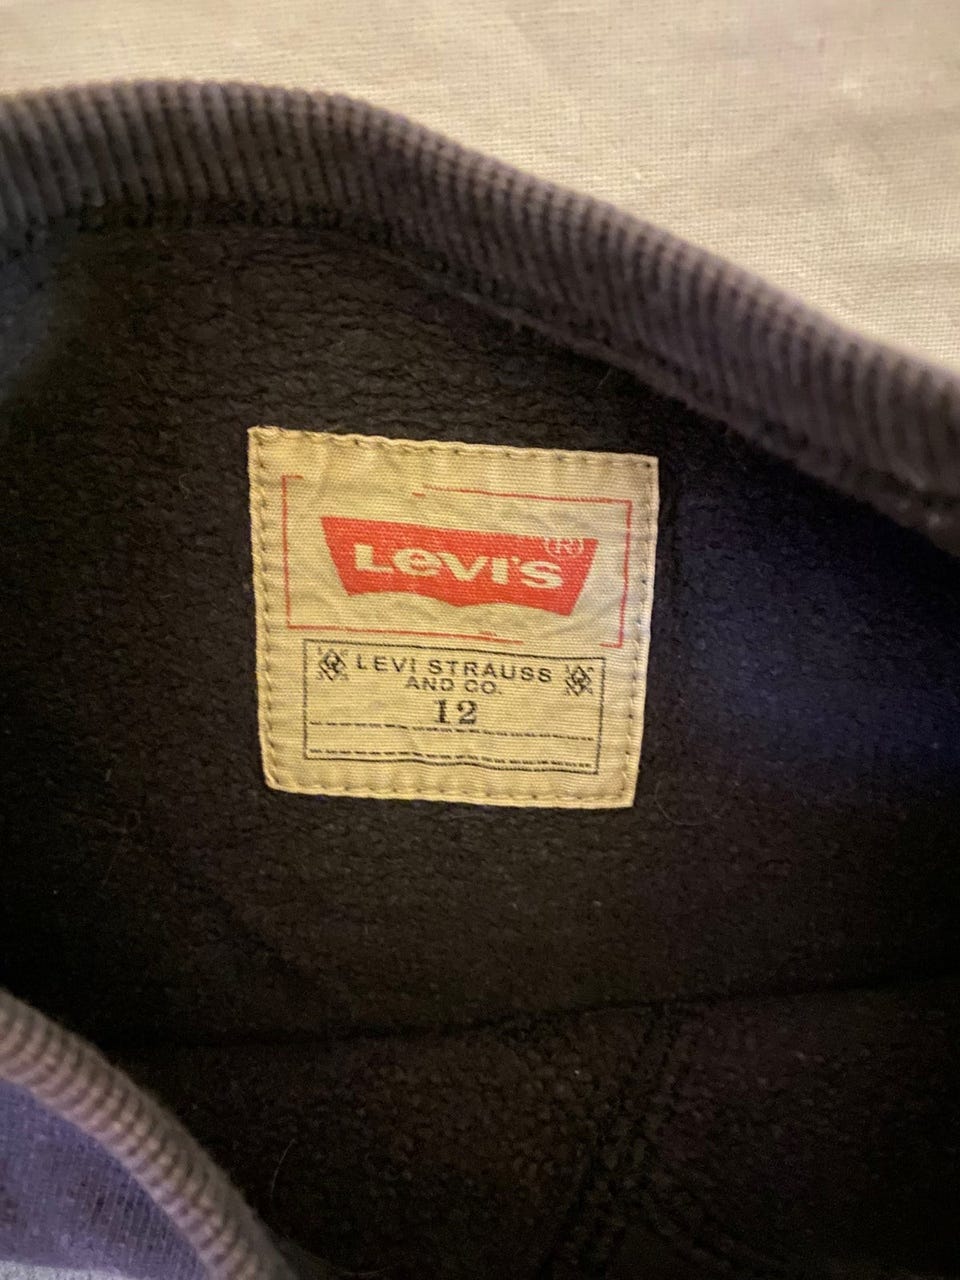 Levi's (R)
LEVI STRAUSS
AND CO.
12